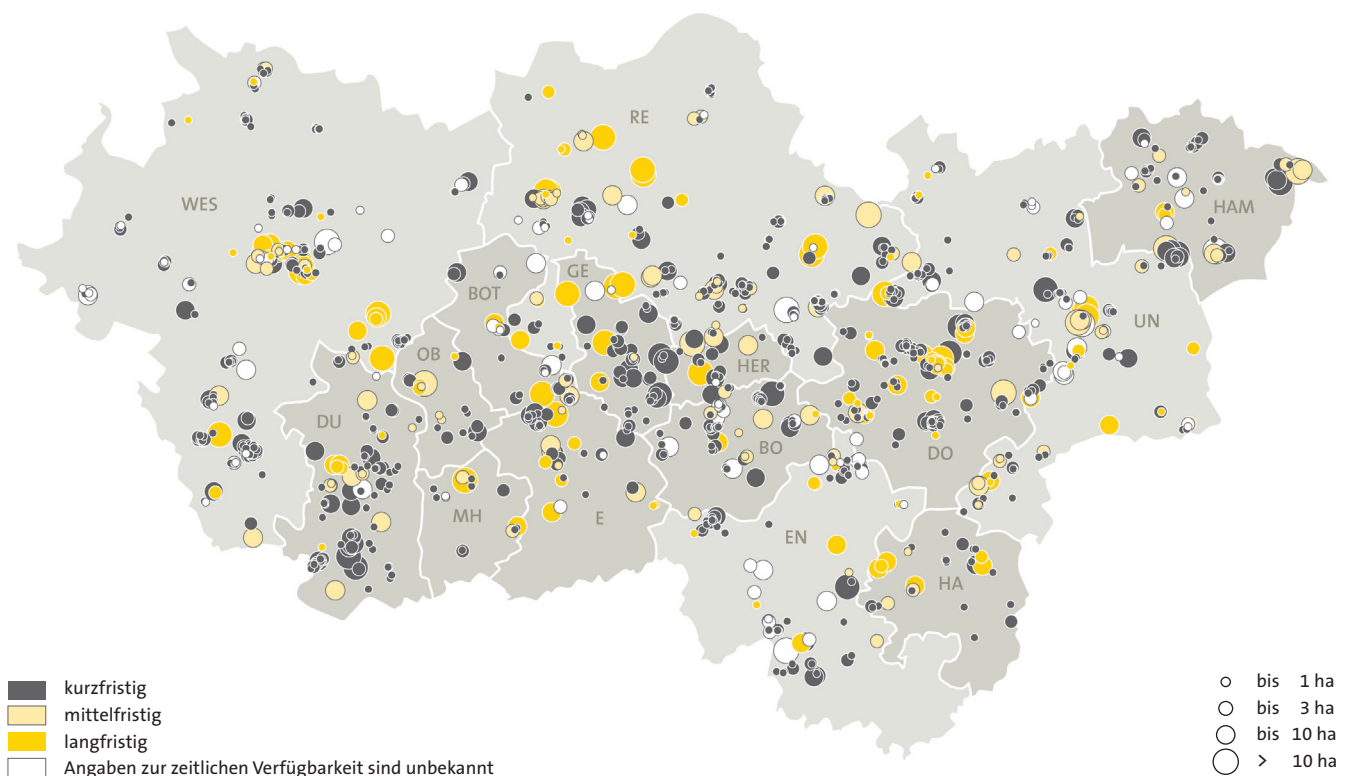 RE
WES
HAM
GE
BOT
UN
OB
HER
DU
BO
DO
MH
E
EN
HA
kurzfristig
mittelfristig
langfristig
Angaben zur zeitlichen Verfügbarkeit sind unbekannt
bis 1 ha
bis 3 ha
bis 10 ha
> 10 ha